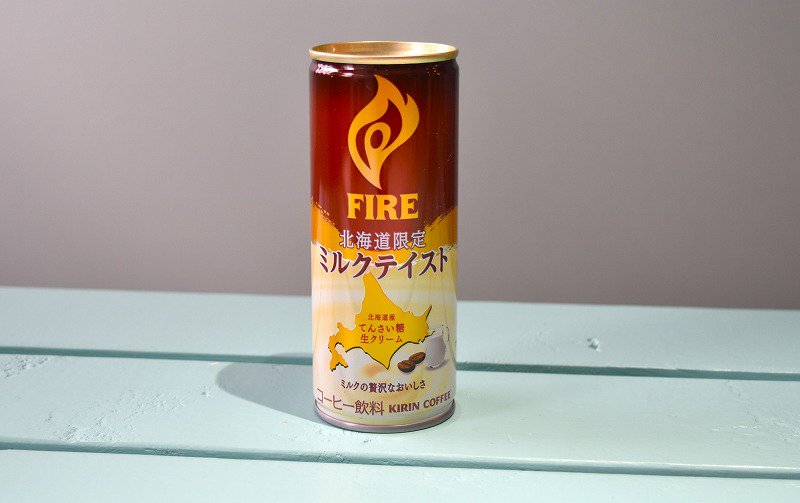 FIRE
北海道限定
ミルクテイスト
北海道産
てんさい糖
生クリーム
ミルクの贅沢なおいしさ
コーヒー飲料 KIRIN COFFEE